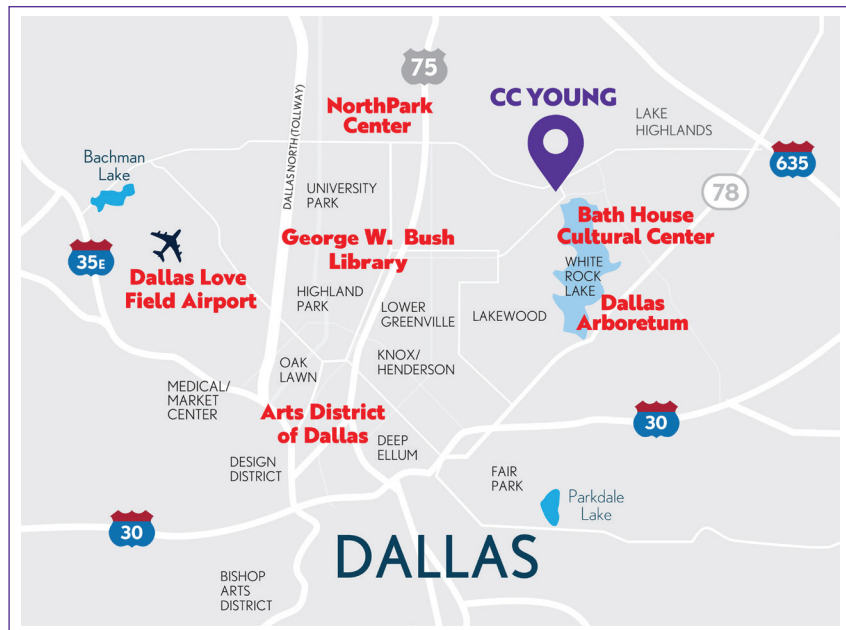 75
NorthPark
Center
CC YOUNG
LAKE
HIGHLANDS
635
Bachman
Lake
DALLAS NORTH (TOLLWAY)
78
UNIVERSITY
PARK
Bath House
Cultural Center
George W. Bush
Library
35E
Dallas Love
Field Airport
WHITE
ROCK
LAKE
HIGHLAND
PARK
LOWER
GREENVILLE
LAKEWOOD
Dallas
Arboretum
OAK
LAWN
KNOX/
HENDERSON
MEDICAL/
MARKET
CENTER
Arts District
of Dallas
30
DEEP
ELLUM
DESIGN
DISTRICT
FAIR
PARK
Parkdale
Lake
30
DALLAS
BISHOP
ARTS
DISTRICT